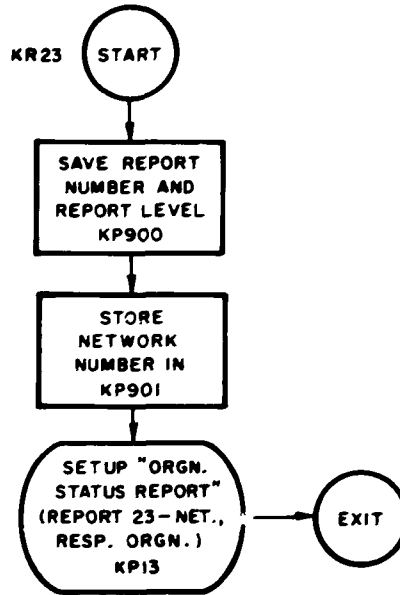 KR23
START
SAVE REPORT
NUMBER AND
REPORT LEVEL
KP900
STORE
NETWORK
NUMBER IN
KP901
SETUP "ORGN.
STATUS REPORT"
(REPORT 23-NET.,
RESP. ORGN.)
KP13
EXIT